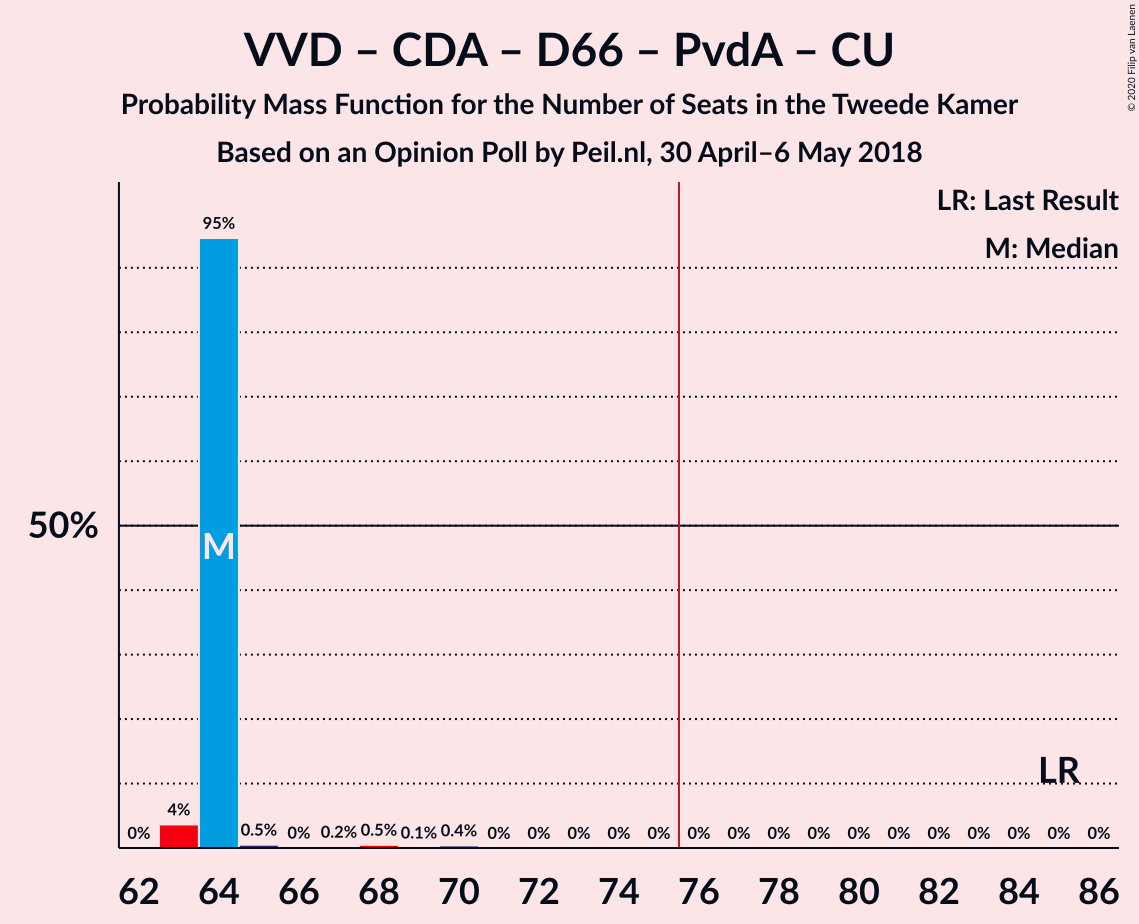 VVD – CDA – D66 – PvdA – CU
Probability Mass Function for the Number of Seats in the Tweede Kamer
Based on an Opinion Poll by Peil.nl, 30 April–6 May 2018
© 2020 Filip van Laenen
LR: Last Result
M: Median
95%
50%
M
LR
0% 4% 0.5% 0% 0.2% 0.5% 0.1% 0.4% 0% 0% 0% 0% 0% 0% 0% 0% 0% 0% 0% 0% 0% 0% 0% 0%
62 64 66 68 70 72 74 76 78 80 82 84 86